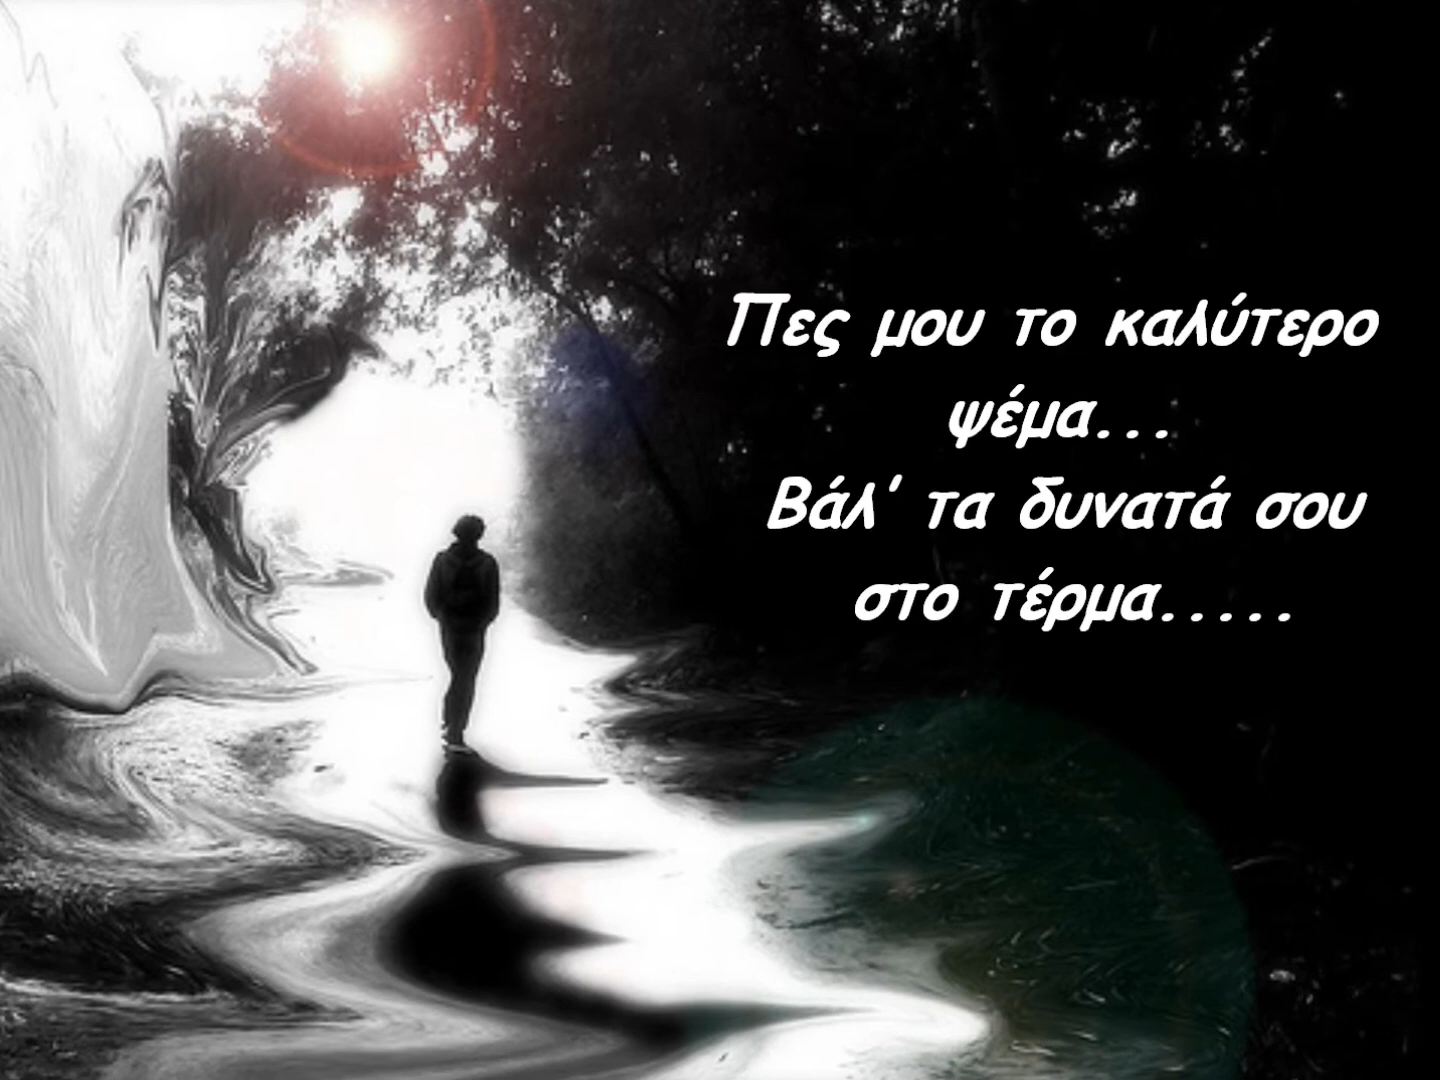 Πες μου το καλύτερο
ψέμα...
Βάλ' τα δυνατά σου
στο τέρμα.....